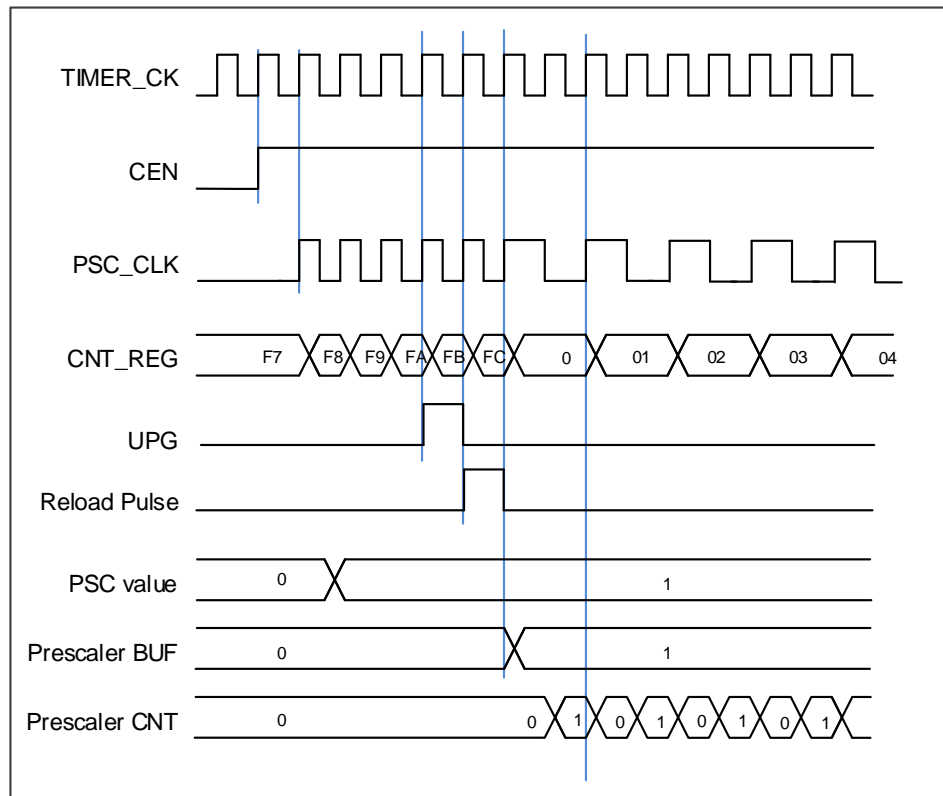 TIMER_CK
CEN
PSC_CLK
CNT_REG F7 F8 F9 FA FB FC 0 01 02 03 04
UPG
Reload Pulse
PSC value 0 1
Prescaler BUF 0 1
Prescaler CNT 0 0 1 0 1 0 1 0 1